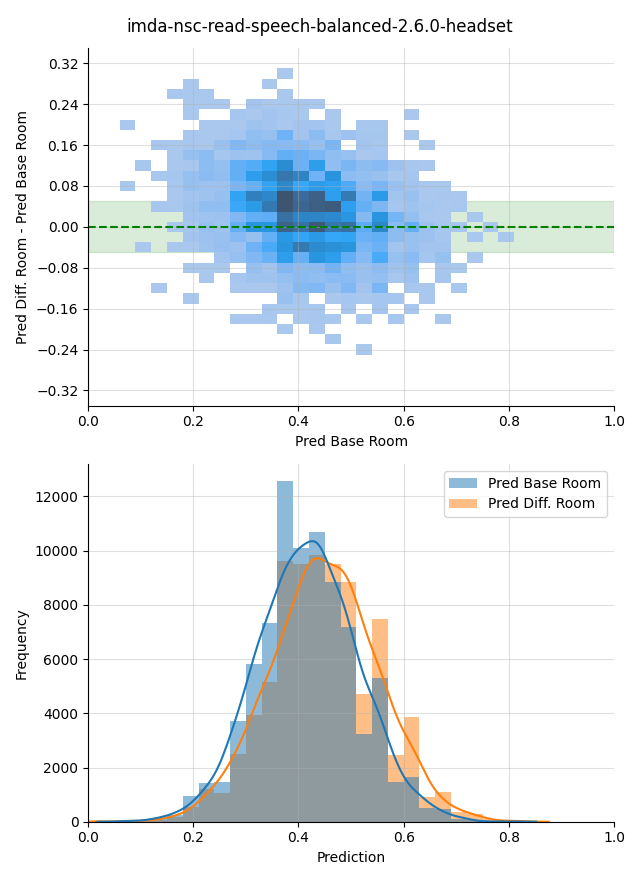 imda-nsc-read-speech-balanced-2.6.0-headset
0.32
0.24
0.16
0.08
0.00
−0.08
−0.16
−0.24
−0.32
Pred Diff. Room - Pred Base Room
0.0 0.2 0.4 0.6 0.8 1.0
Pred Base Room
Pred Base Room
Pred Diff. Room
12000
10000
8000
6000
4000
2000
0
Frequency
0.0 0.2 0.4 0.6 0.8 1.0
Prediction